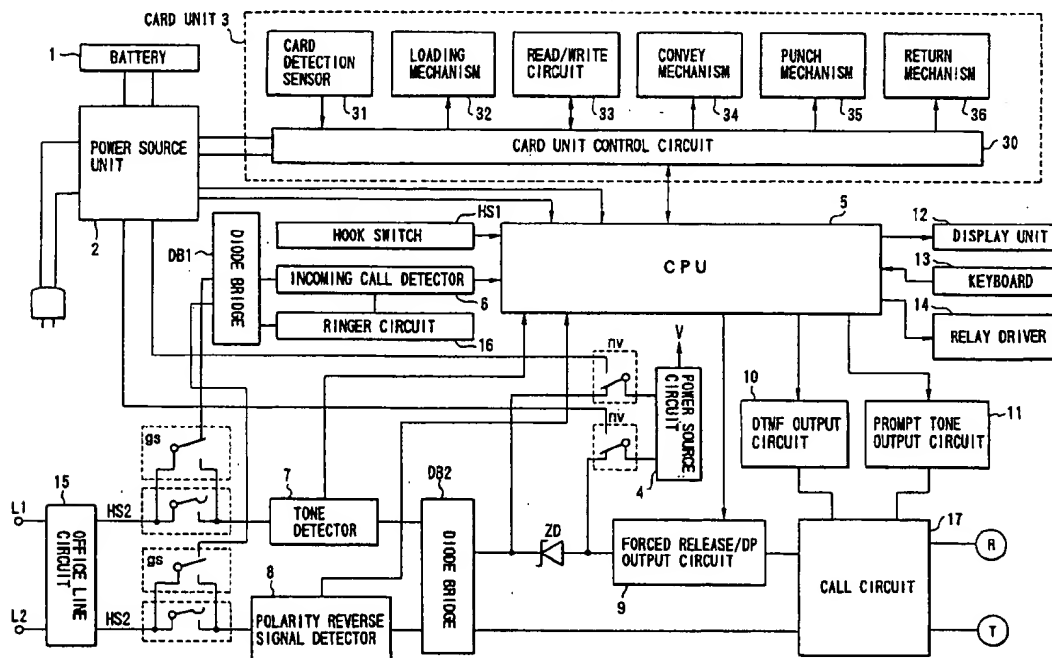 CARD UNIT 3
1
BATTERY
CARD
DETECTION
SENSOR
31
LOADING
MECHANISM
32
READ/WRITE
CIRCUIT
33
CONVEY
MECHANISM
34
PUNCH
MECHANISM
35
RETURN
MECHANISM
36
CARD UNIT CONTROL CIRCUIT
30
POWER SOURCE
UNIT
2
HS1
HOOK SWITCH
5
CPU
12
DISPLAY UNIT
13
KEYBOARD
14
RELAY DRIVER
DB1
DIODE BRIDGE
INCOMING CALL DETECTOR
6
RINGER CIRCUIT
16
nv
nv
V
POWER SOURCE
CIRCUIT
4
10
DTMF OUTPUT
CIRCUIT
PROMPT TONE
OUTPUT CIRCUIT
11
gs
L1
15
HS2
7
TONE
DETECTOR
DB2
DIODE BRIDGE
ZD
FORCED RELEASE/DP
OUTPUT CIRCUIT
9
17
CALL CIRCUIT
R
OFFICE LINE
CIRCUIT
gs
L2
HS2
8
POLARITY REVERSE
SIGNAL DETECTOR
T